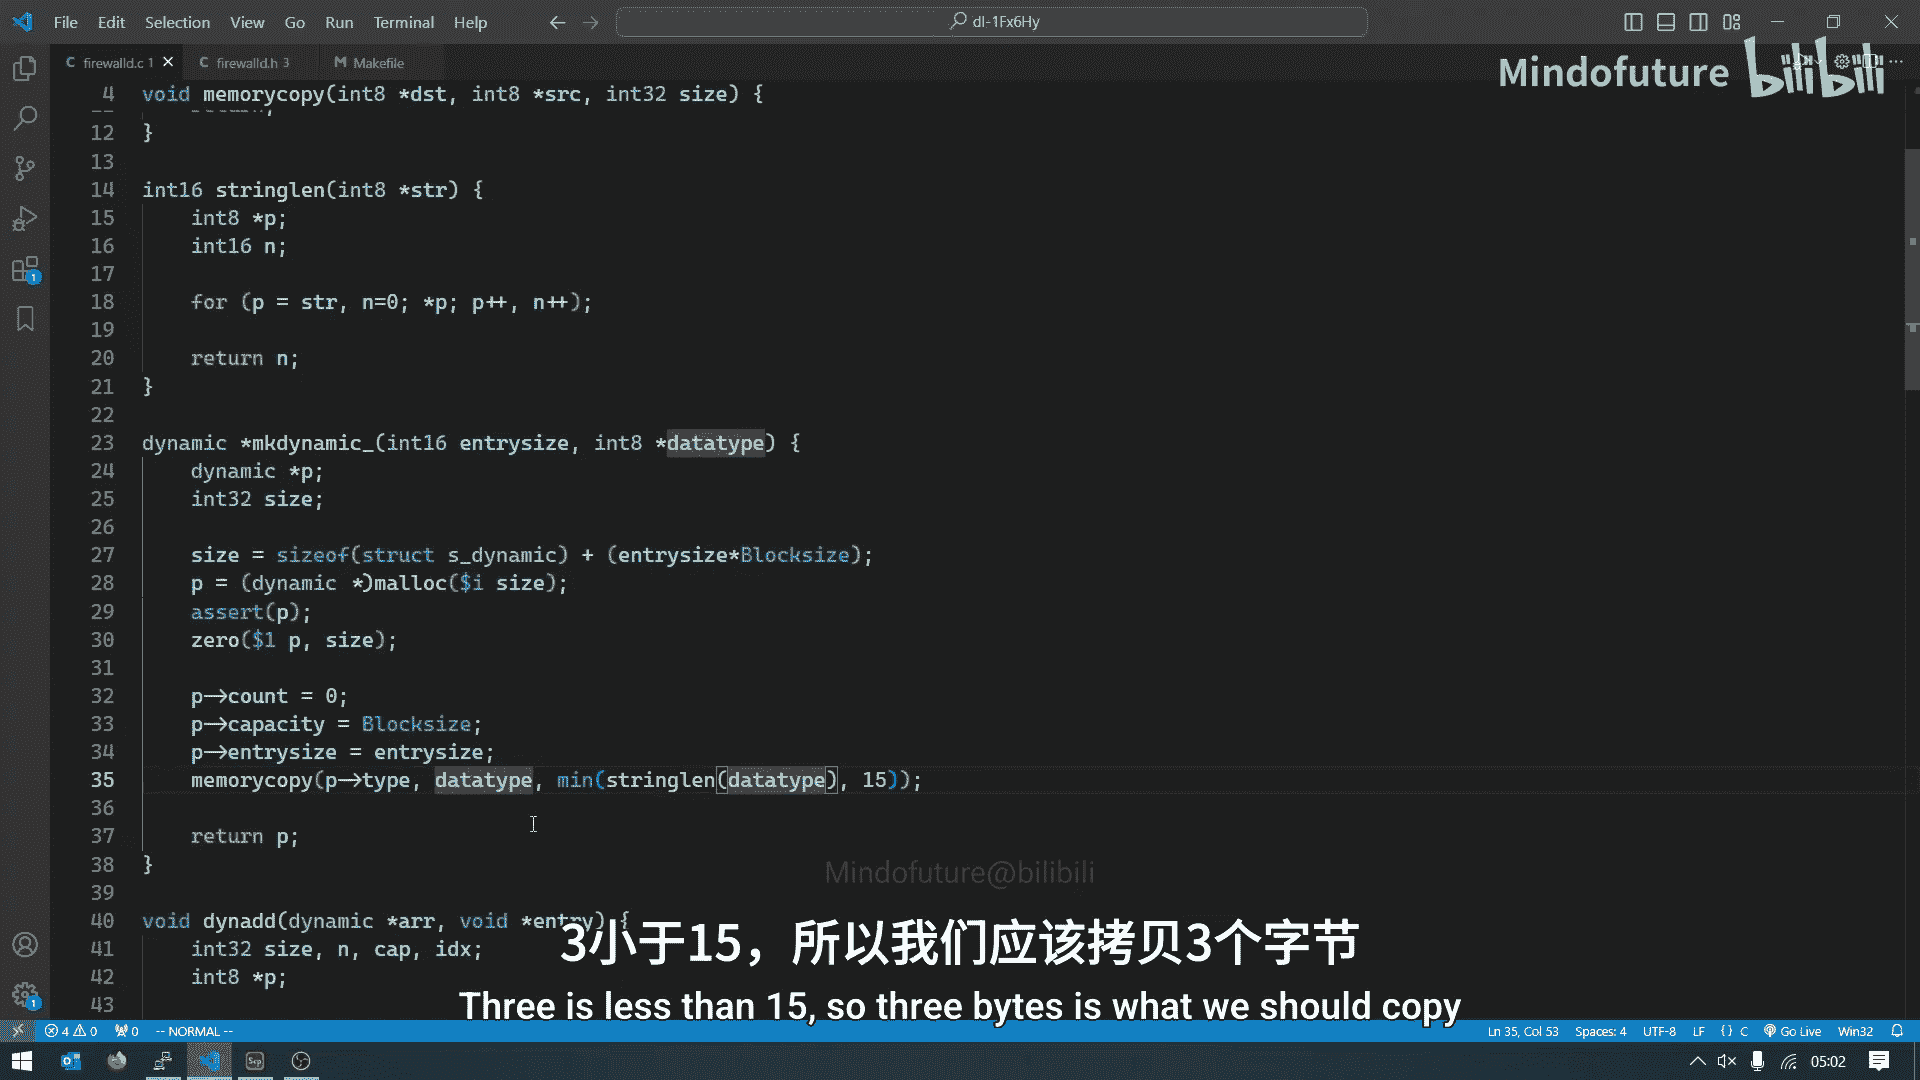 File Edit Selection View Go Run Terminal Help
dl-1Fx6Hy
C firewalld.c 1 C firewalld.h 3 M Makefile
Mindofuture bilibili
4 void memorycopy(int8 *dst, int8 *src, int32 size) {
12 }
13
14 int16 stringlen(int8 *str) {
15 int8 *p;
16 int16 n;
17
18 for (p = str, n=0; *p; p++, n++);
19
20 return n;
21 }
22
23 dynamic *mkdynamic_(int16 entrysize, int8 *datatype) {
24 dynamic *p;
25 int32 size;
26
27 size = sizeof(struct s_dynamic) + (entrysize*Blocksize);
28 p = (dynamic *)malloc($i size);
29 assert(p);
30 zero($1 p, size);
31
32 p->count = 0;
33 p->capacity = Blocksize;
34 p->entrysize = entrysize;
35 memorycopy(p->type, datatype, min(stringlen(datatype), 15));
36
37 return p;
38 }
39
40 void dynadd(dynamic *arr, void *entry) {
41 int32 size, n, cap, idx;
42 int8 *p;
43
Mindofuture@bilibili
3小于15，所以我们应该拷贝3个字节
Three is less than 15, so three bytes is what we should copy
4 0 0 -- NORMAL -- Ln 35, Col 53 Spaces: 4 UTF-8 LF {} C Go Live Win32
05:02